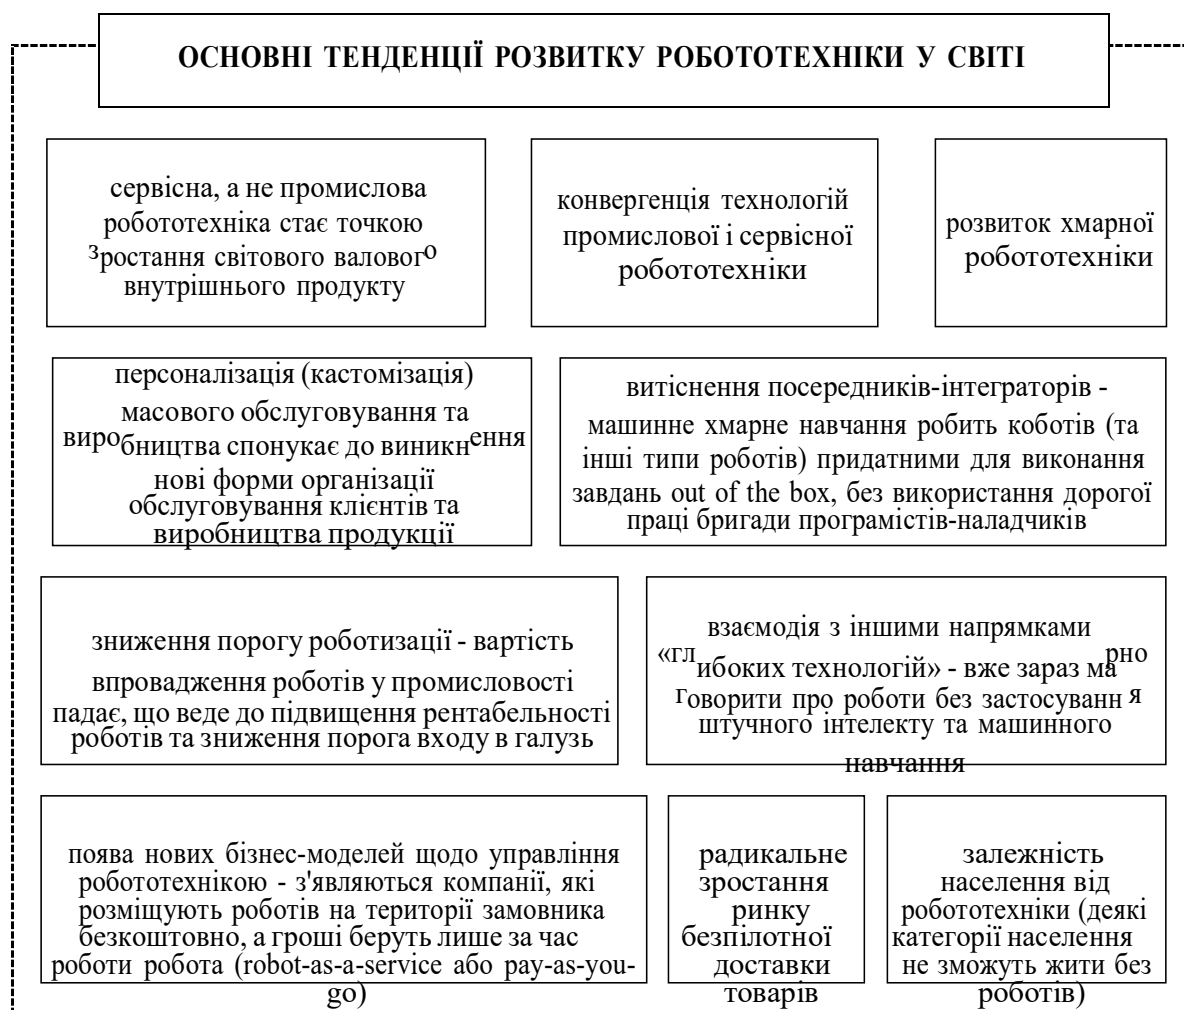 ОСНОВНІ ТЕНДЕНЦІЇ РОЗВИТКУ РОБОТОТЕХНІКИ У СВІТІ
сервісна, а не промислова
робототехніка стає точкою
зростання світового валового
внутрішнього продукту
конвергенція технологій
промислової і сервісної
робототехніки
розвиток хмарної
робототехніки
персоналізація (кастомізація)
масового обслуговування та
виробництва спонукає до виникнення
нові форми організації
обслуговування клієнтів та
виробництва продукції
витіснення посередників-інтеграторів -
машинне хмарне навчання робить коботів (та
інші типи роботів) придатними для виконання
завдань out of the box, без використання дорогої
праці бригади програмістів-наладчиків
зниження порогу роботизації - вартість
впровадження роботів у промисловості
падає, що веде до підвищення рентабельності
роботів та зниження порога входу в галузь
взаємодія з іншими напрямками
«глибоких технологій» - вже зараз марно
говорити про роботи без застосування
штучного інтелекту та машинного
навчання
поява нових бізнес-моделей щодо управління
робототехнікою - з'являються компанії, які
розміщують роботів на території замовника
безкоштовно, а гроші беруть лише за час
роботи робота (robot-as-a-service або pay-as-you-
go)
радикальне
зростання
ринку
безпілотної
доставки
товарів
залежність
населення від
робототехніки (деякі
категорії населення
не зможуть жити без
роботів)